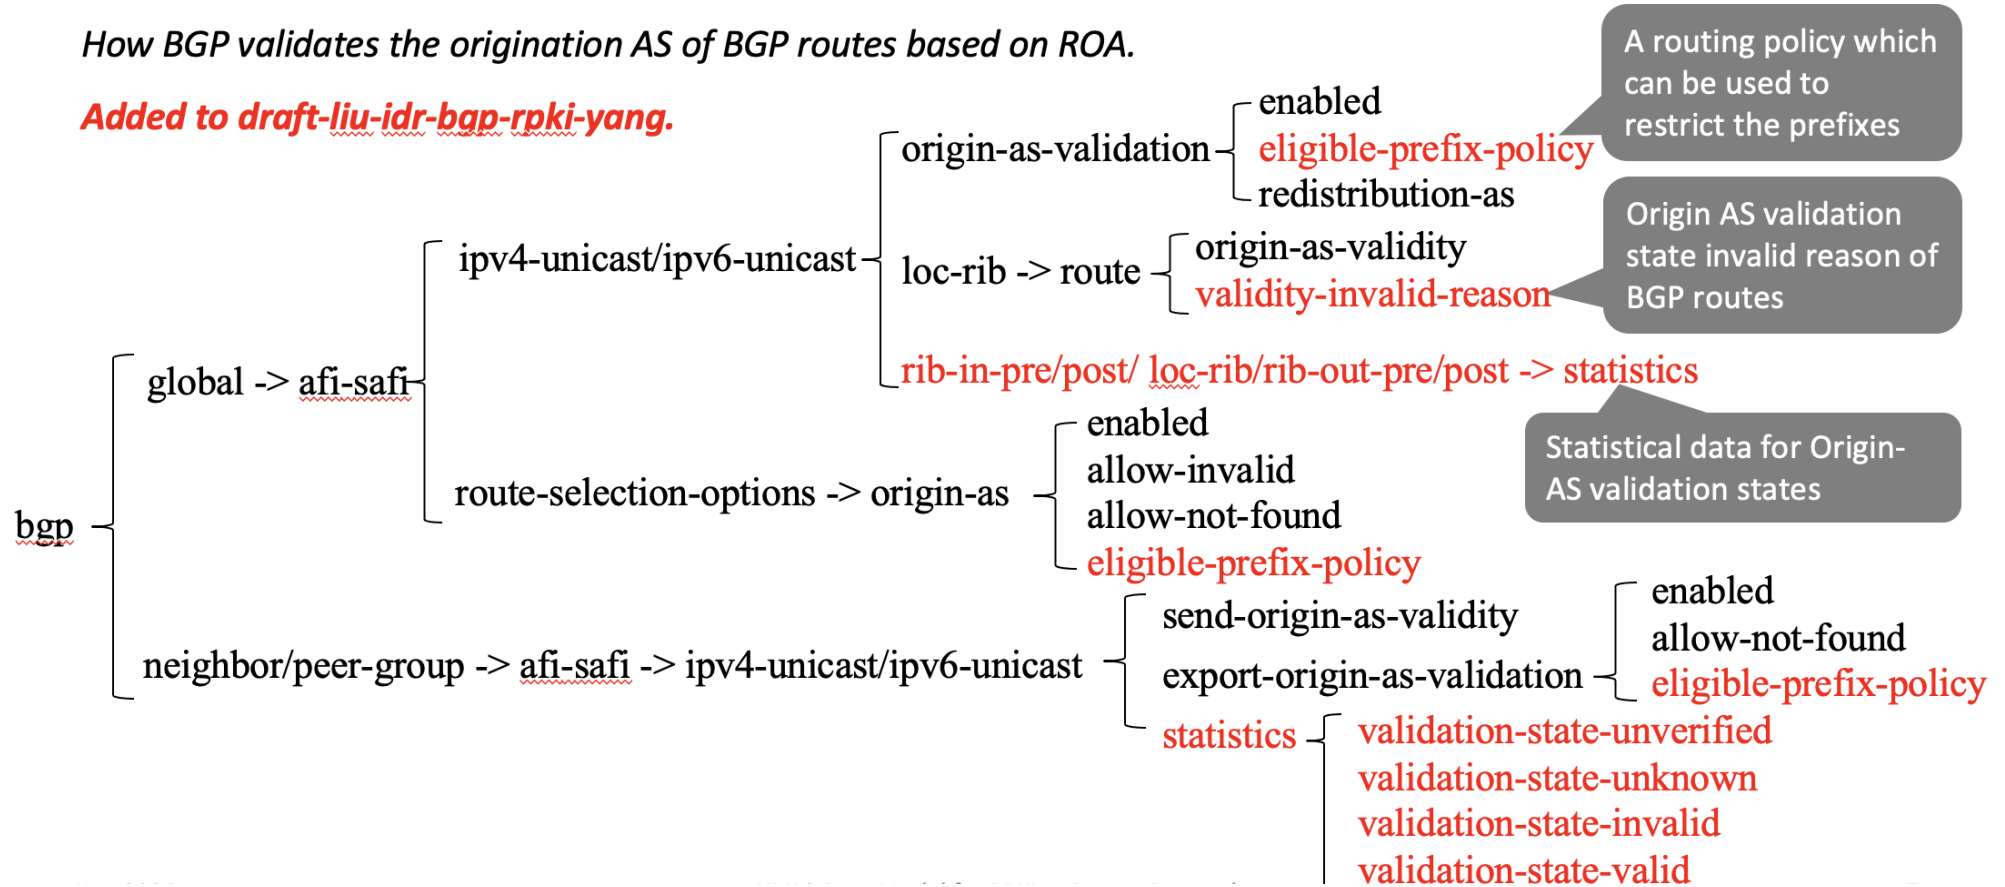 How BGP validates the origination AS of BGP routes based on ROA.
Added to draft-liu-idr-bgp-rpki-yang.
A routing policy which
can be used to
restrict the prefixes
enabled
origin-as-validation
eligible-prefix-policy
redistribution-as
Origin AS validation
state invalid reason of
BGP routes
ipv4-unicast/ipv6-unicast
loc-rib -> route
origin-as-validity
validity-invalid-reason
global -> afi-safi
rib-in-pre/post/ loc-rib/rib-out-pre/post -> statistics
Statistical data for Origin-
AS validation states
route-selection-options -> origin-as
enabled
allow-invalid
allow-not-found
eligible-prefix-policy
bgp
neighbor/peer-group -> afi-safi -> ipv4-unicast/ipv6-unicast
send-origin-as-validity
export-origin-as-validation
enabled
allow-not-found
eligible-prefix-policy
statistics
validation-state-unverified
validation-state-unknown
validation-state-invalid
validation-state-valid